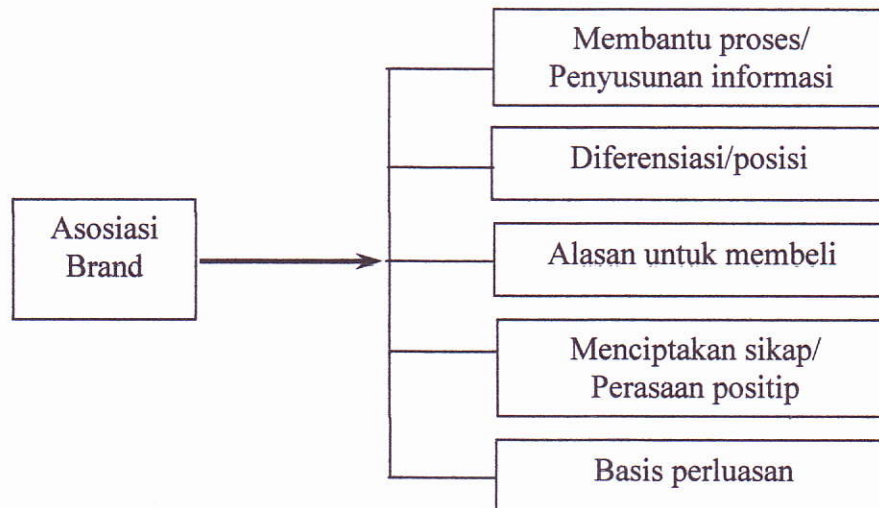 Membantu proses/
Penyusunan informasi
Diferensiasi/posisi
Asosiasi
Brand
Alasan untuk membeli
Menciptakan sikap/
Perasaan positip
Basis perluasan